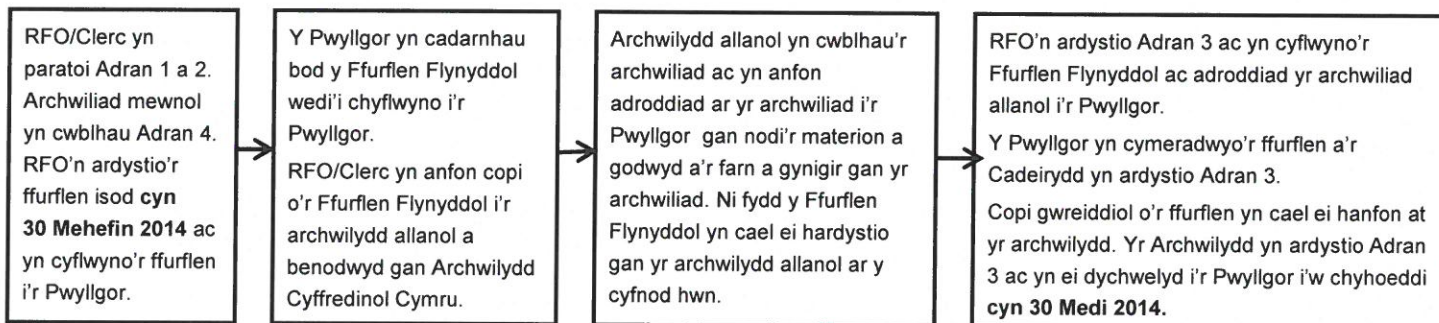 RFO/Clerc yn
paratoi Adran 1 a 2.
Archwiliad mewnol
yn cwblhau Adran 4.
RFO'n ardystio'r
ffurflen isod cyn
30 Mehefin 2014 ac
yn cyflwyno'r ffurflen
i'r Pwyllgor.
Y Pwyllgor yn cadarnhau
bod y Ffurflen Flynyddol
wedi'i chyflwyno i'r
Pwyllgor.
RFO/Clerc yn anfon copi
o'r Ffurflen Flynyddol i'r
archwilydd allanol a
benodwyd gan Archwilydd
Cyffredinol Cymru.
Archwilydd allanol yn cwblhau'r
archwiliad ac yn anfon
adroddiad ar yr archwiliad i'r
Pwyllgor gan nodi'r materion a
godwyd a'r farn a gynigir gan yr
archwiliad. Ni fydd y Ffurflen
Flynyddol yn cael ei hardystio
gan yr archwilydd allanol ar y
cyfnod hwn.
RFO'n ardystio Adran 3 ac yn cyflwyno'r
Ffurflen Flynyddol ac adroddiad yr archwiliad
allanol i'r Pwyllgor.
Y Pwyllgor yn cymeradwyo'r ffurflen a'r
Cadeirydd yn ardystio Adran 3.
Copi gwreiddiol o'r ffurflen yn cael ei hanfon at
yr archwilydd. Yr Archwilydd yn ardystio Adran
3 ac yn ei dychwelyd i'r Pwyllgor i'w chyhoeddi
cyn 30 Medi 2014.